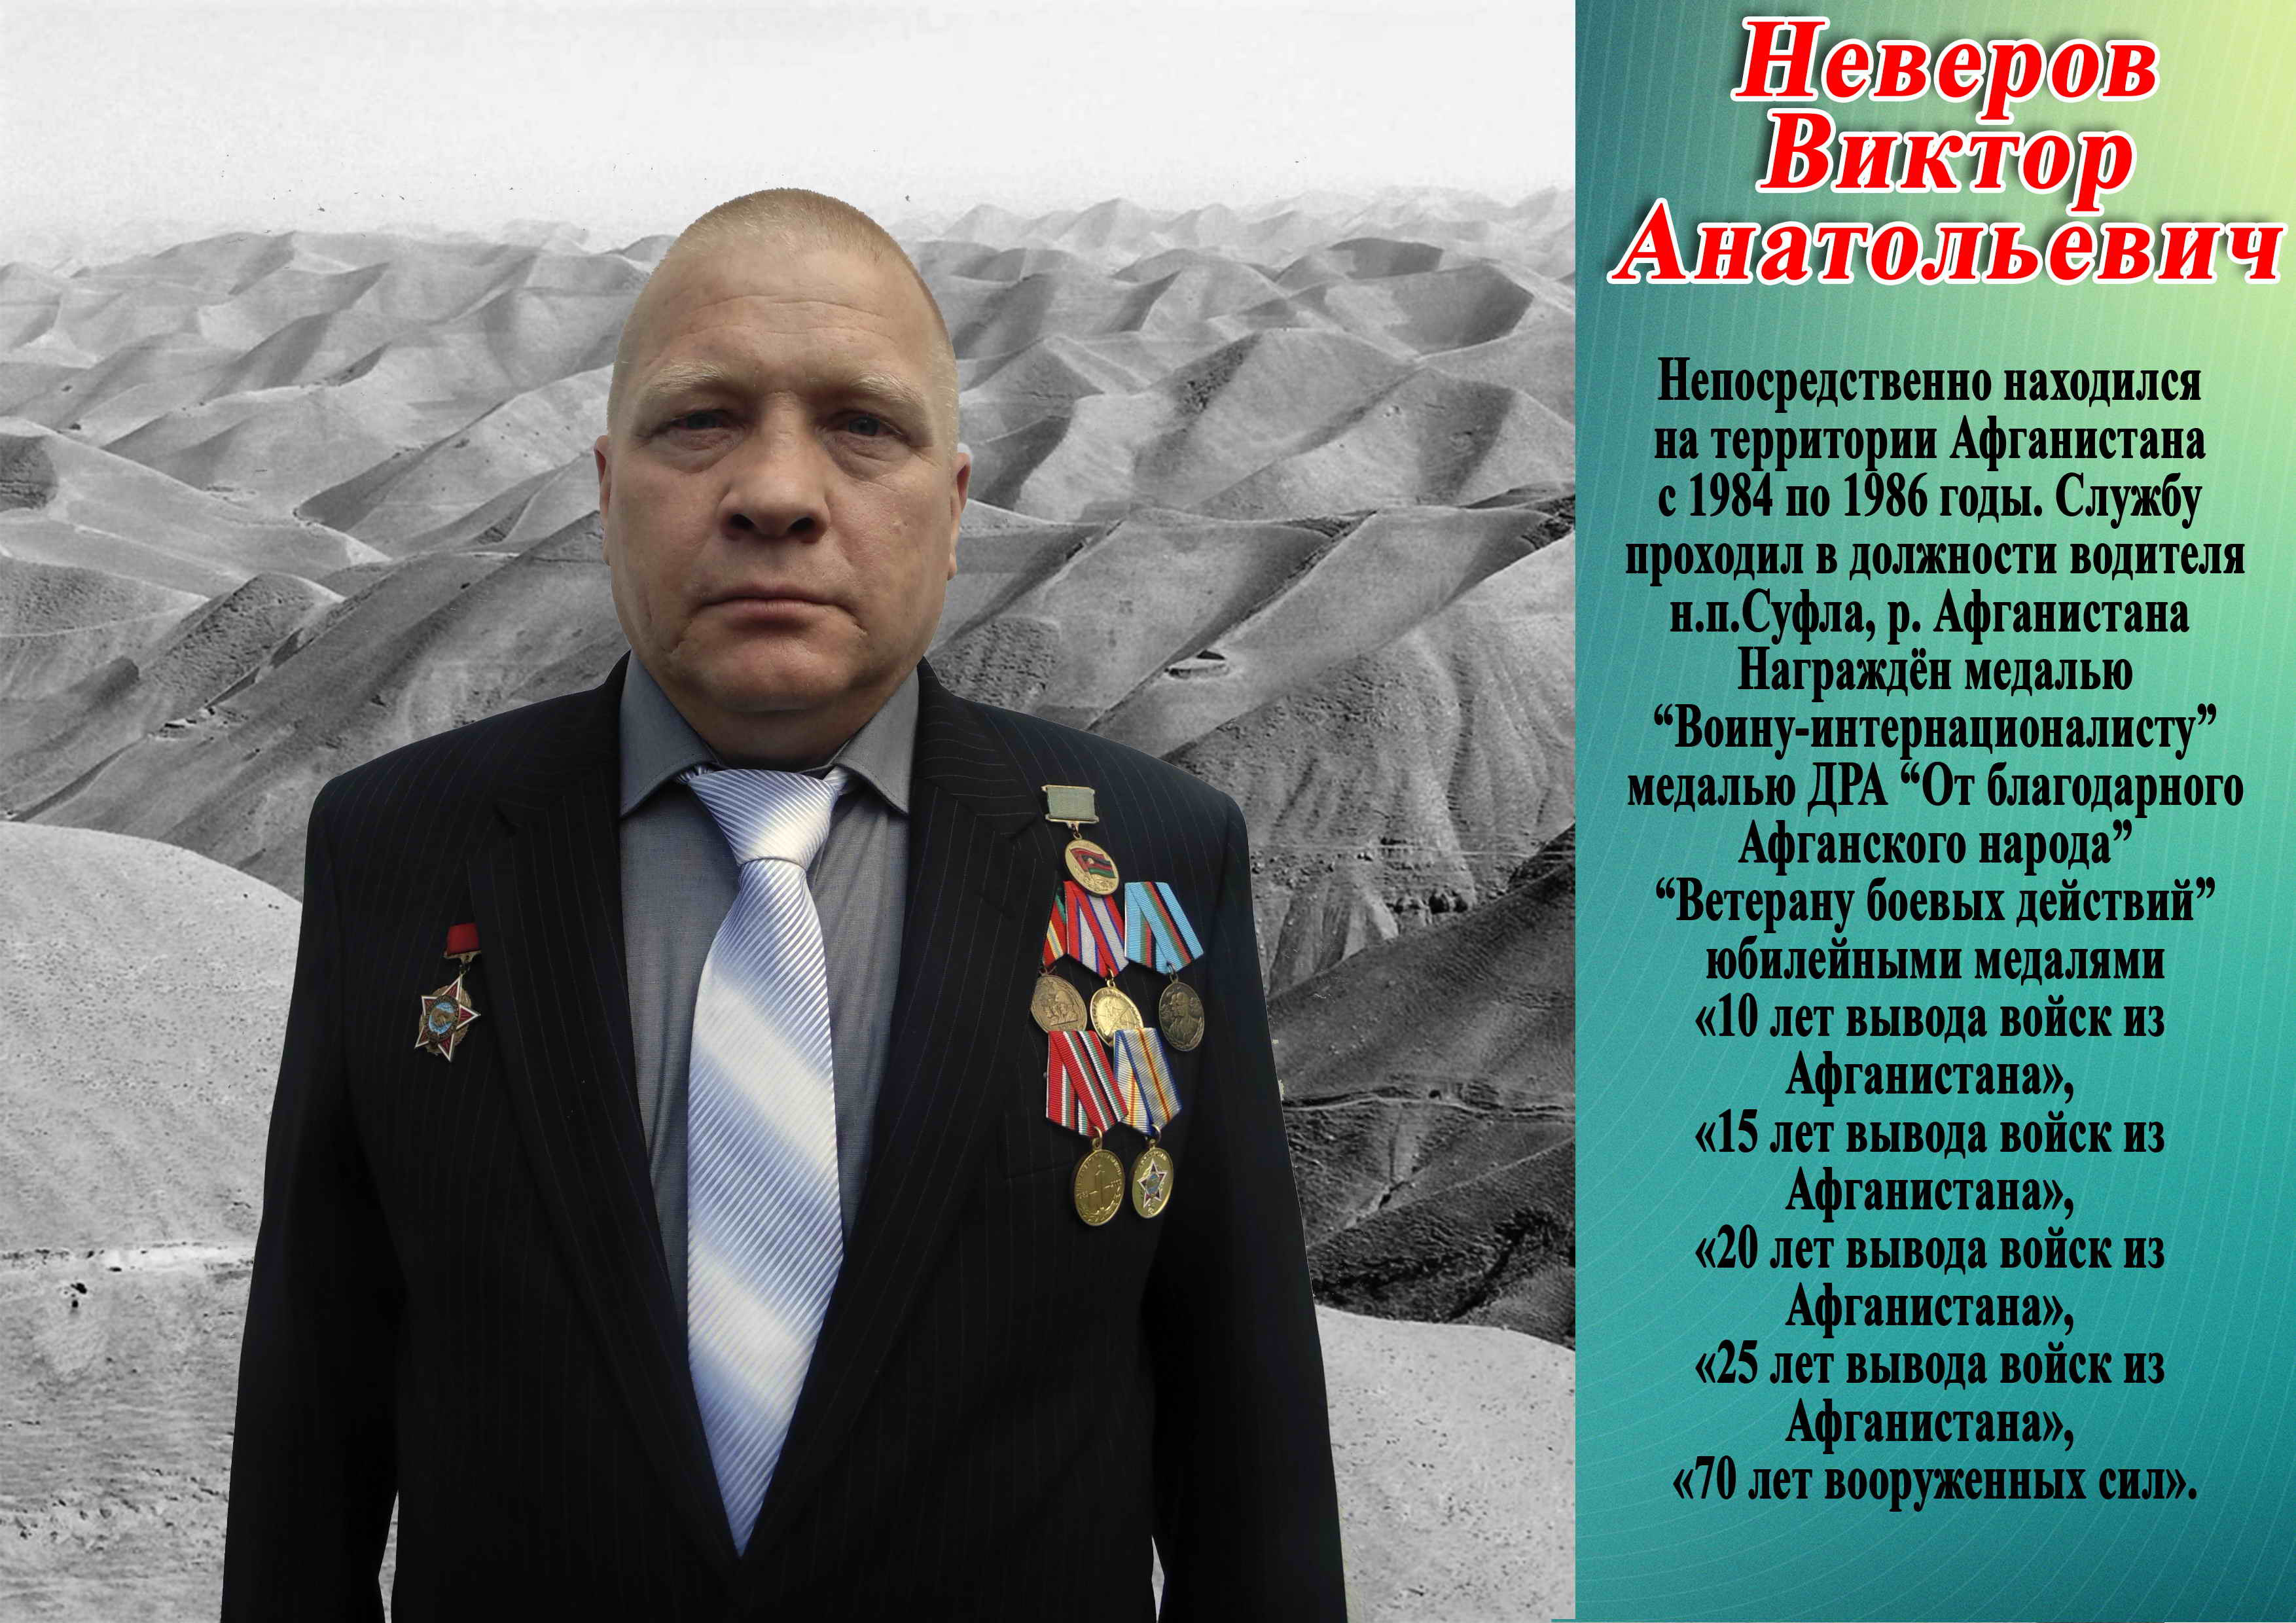 Неверов
Виктор
Анатольевич
Непосредственно находился
на территории Афганистана
с 1984 по 1986 годы. Службу
проходил в должности водителя
н.п.Суфла, р. Афганистана
Награждён медалью
“Воину-интернационалисту”
медалью ДРА “От благодарного
Афганского народа”
“Ветерану боевых действий”
юбилейными медалями
«10 лет вывода войск из
Афганистана»,
«15 лет вывода войск из
Афганистана»,
«20 лет вывода войск из
Афганистана»,
«25 лет вывода войск из
Афганистана»,
«70 лет вооруженных сил».